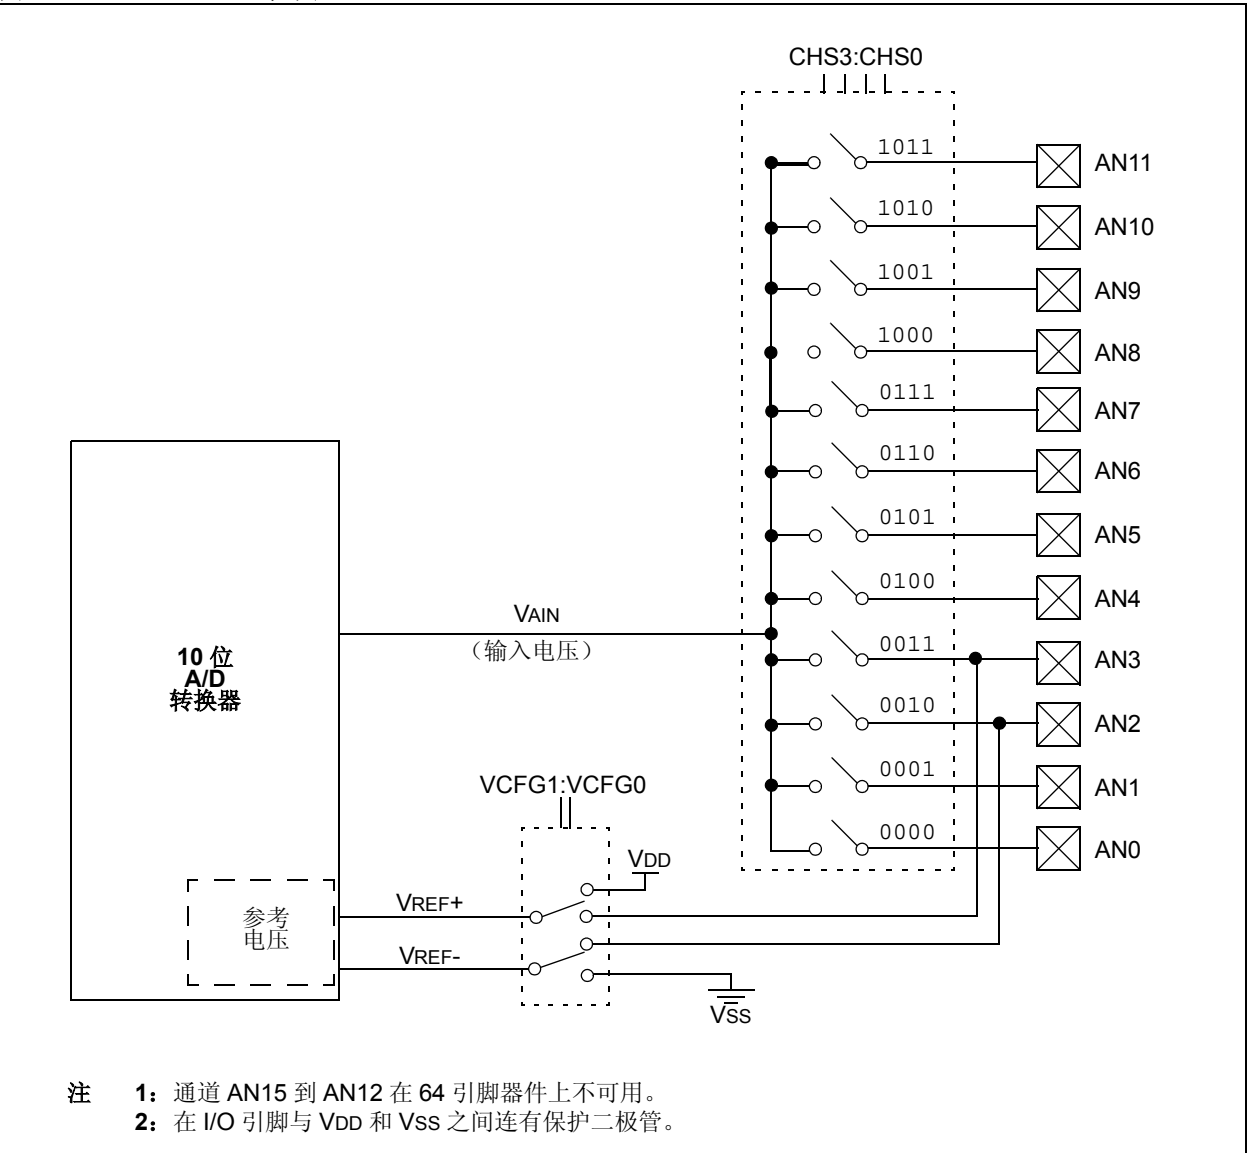 CHS3:CHS0
1011 AN11
1010 AN10
1001 AN9
1000 AN8
0111 AN7
0110 AN6
0101 AN5
0100 AN4
VAIN
(输入电压)
0011 AN3
10 位
A/D
转换器
0010 AN2
0001 AN1
VCFG1:VCFG0
0000 AN0
VDD
VREF+
参考
电压
VREF-
VSS
注 1：通道 AN15 到 AN12 在 64 引脚器件上不可用。
2：在 I/O 引脚与 VDD 和 VSS 之间连有保护二极管。